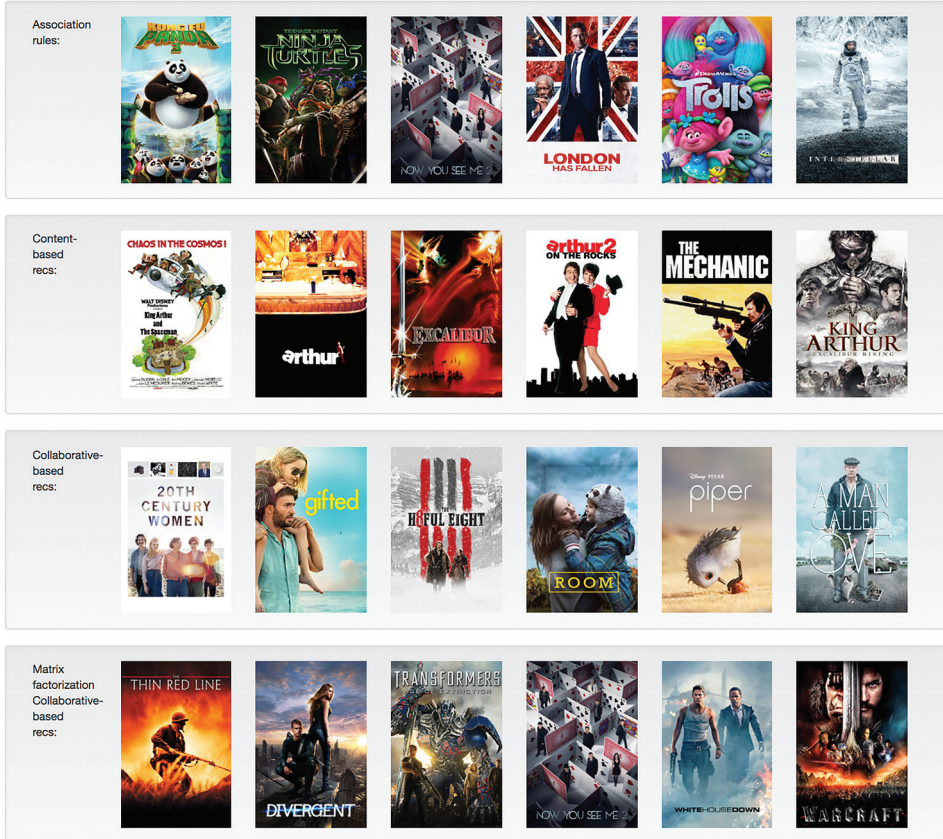 Association
rules:
KUNG FU
PANDA
3
TEENAGE MUTANT
NINJA
TURTLES
NOW YOU SEE ME 2
LONDON
HAS FALLEN
DREAMWORKS
TROLLS
INTERSTELLAR
Content-
based
recs:
CHAOS IN THE COSMOS!
WALT DISNEY
Productions
King Arthur
and
The Spaceman
arthur
EXCALIBUR
arthur2
ON THE ROCKS
THE
MECHANIC
KING
ARTHUR
EXCALIBUR RISING
Collaborative-
based
recs:
20TH
CENTURY
WOMEN
gifted
THE
H8FUL EIGHT
ROOM
Disney PIXAR
piper
A MAN
CALLED
OVE
Matrix
factorization
Collaborative-
based
recs:
THE
THIN RED LINE
DIVERGENT
TRANSFORMERS
AGE OF EXTINCTION
NOW YOU SEE ME 2
WHITE HOUSE DOWN
WARCRAFT